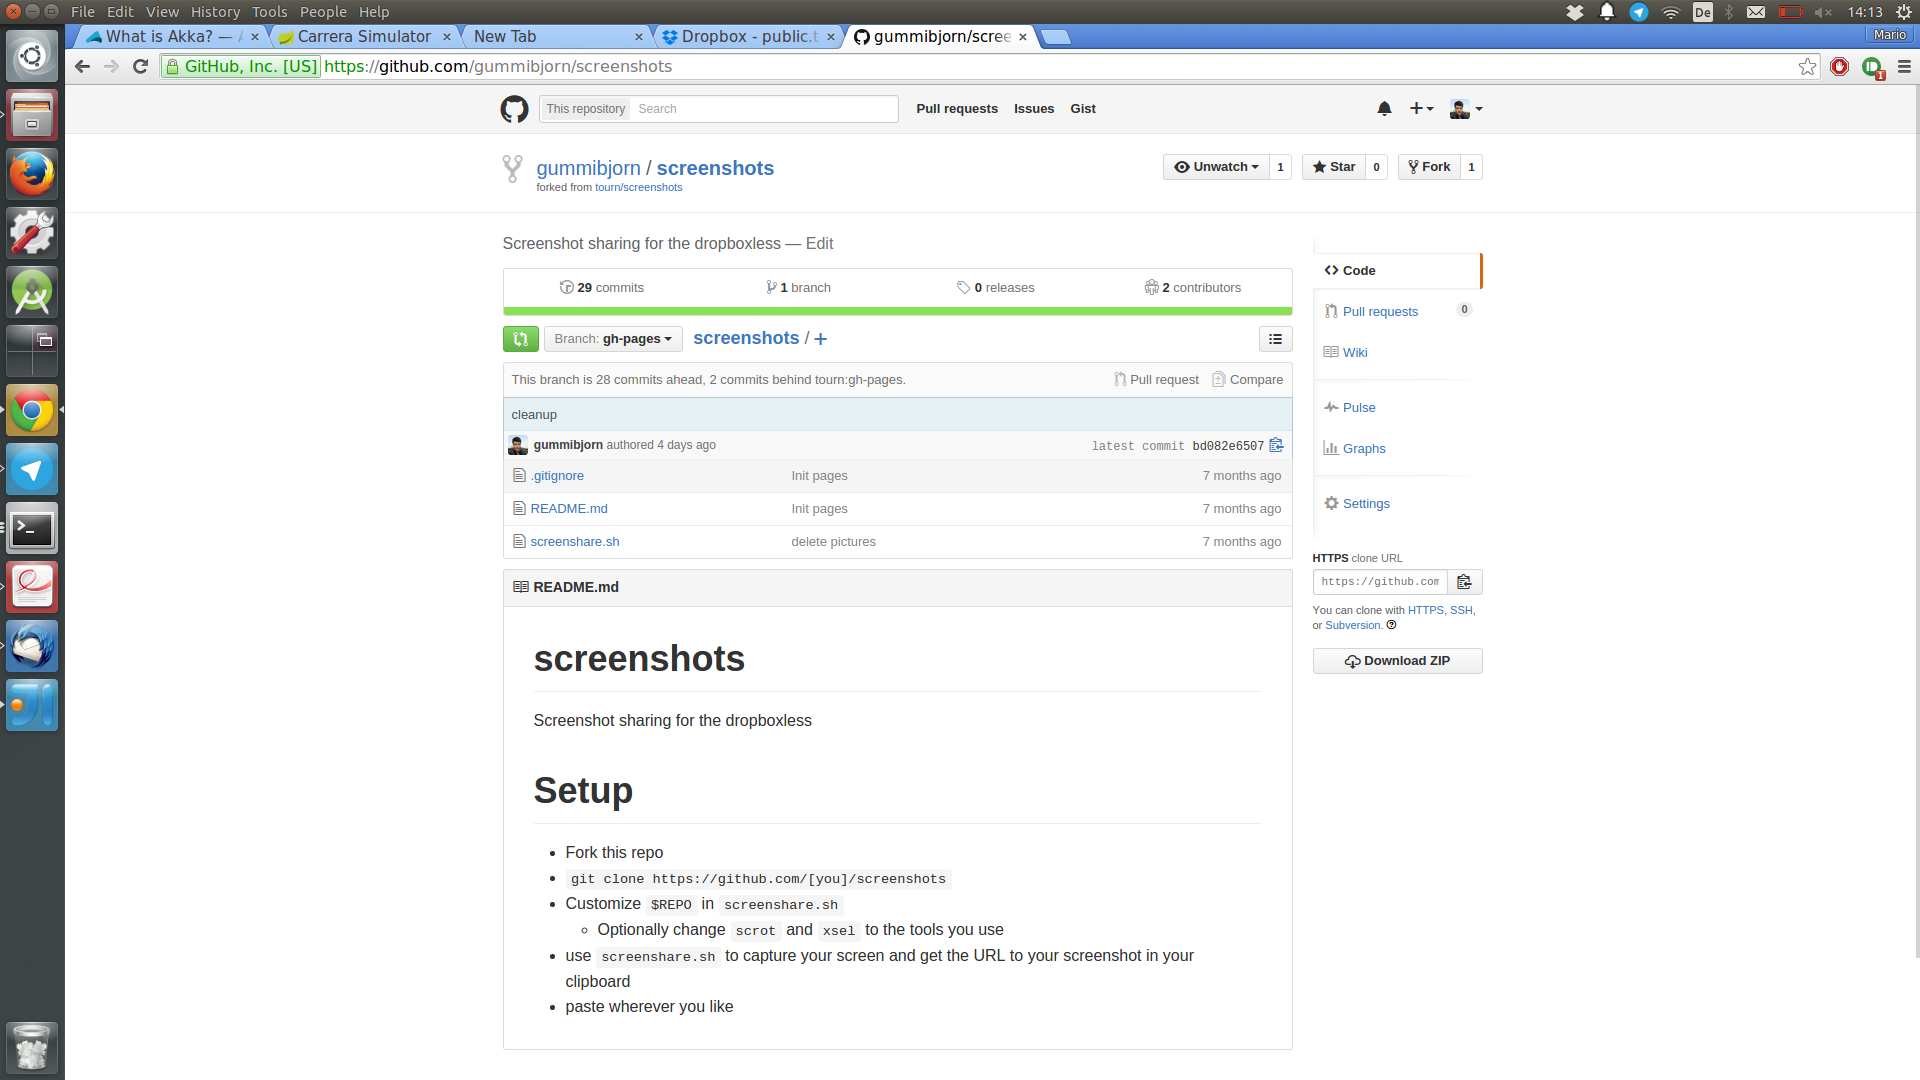 File Edit View History Tools People Help
De
14:13
What is Akka? — A
Carrera Simulator
New Tab
Dropbox - public.t
gummibjorn/scree
Mario
GitHub, Inc. [US] https://github.com/gummibjorn/screenshots
1
This repository Search
Pull requests Issues Gist
gummibjorn / screenshots
forked from tourn/screenshots
Unwatch 1
Star 0
Fork 1
Screenshot sharing for the dropboxless — Edit
29 commits
1 branch
0 releases
2 contributors
Branch: gh-pages
screenshots / +
This branch is 28 commits ahead, 2 commits behind tourn:gh-pages.
Pull request
Compare
cleanup
gummibjorn authored 4 days ago
latest commit bd082e6507
.gitignore Init pages 7 months ago
README.md Init pages 7 months ago
screenshare.sh delete pictures 7 months ago
README.md
screenshots
Screenshot sharing for the dropboxless
Setup
• Fork this repo
• git clone https://github.com/[you]/screenshots
• Customize $REPO in screenshare.sh
◦ Optionally change scrot and xsel to the tools you use
• use screenshare.sh to capture your screen and get the URL to your screenshot in your
clipboard
• paste wherever you like
Code
Pull requests 0
Wiki
Pulse
Graphs
Settings
HTTPS clone URL
https://github.com
You can clone with HTTPS, SSH,
or Subversion.
Download ZIP